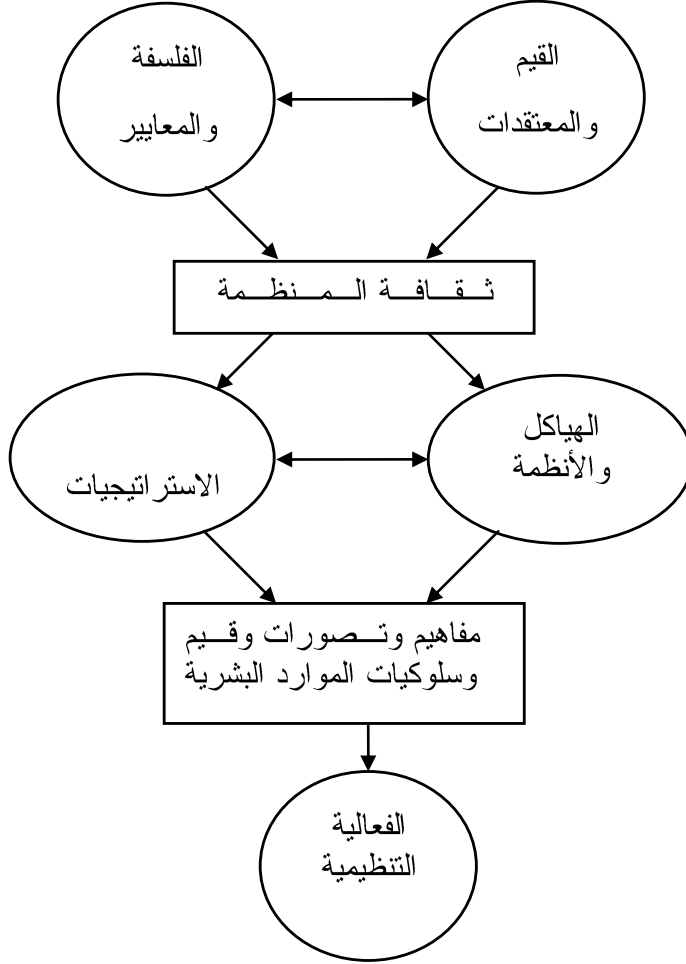 القيم
والمعتقدات
الفلسفة
والمعايير
ثقافة المنظمة
الهياكل
والأنظمة
الاستراتيجيات
مفاهيم وتصورات وقيم
وسلوكيات الموارد البشرية
الفعالية
التنظيمية